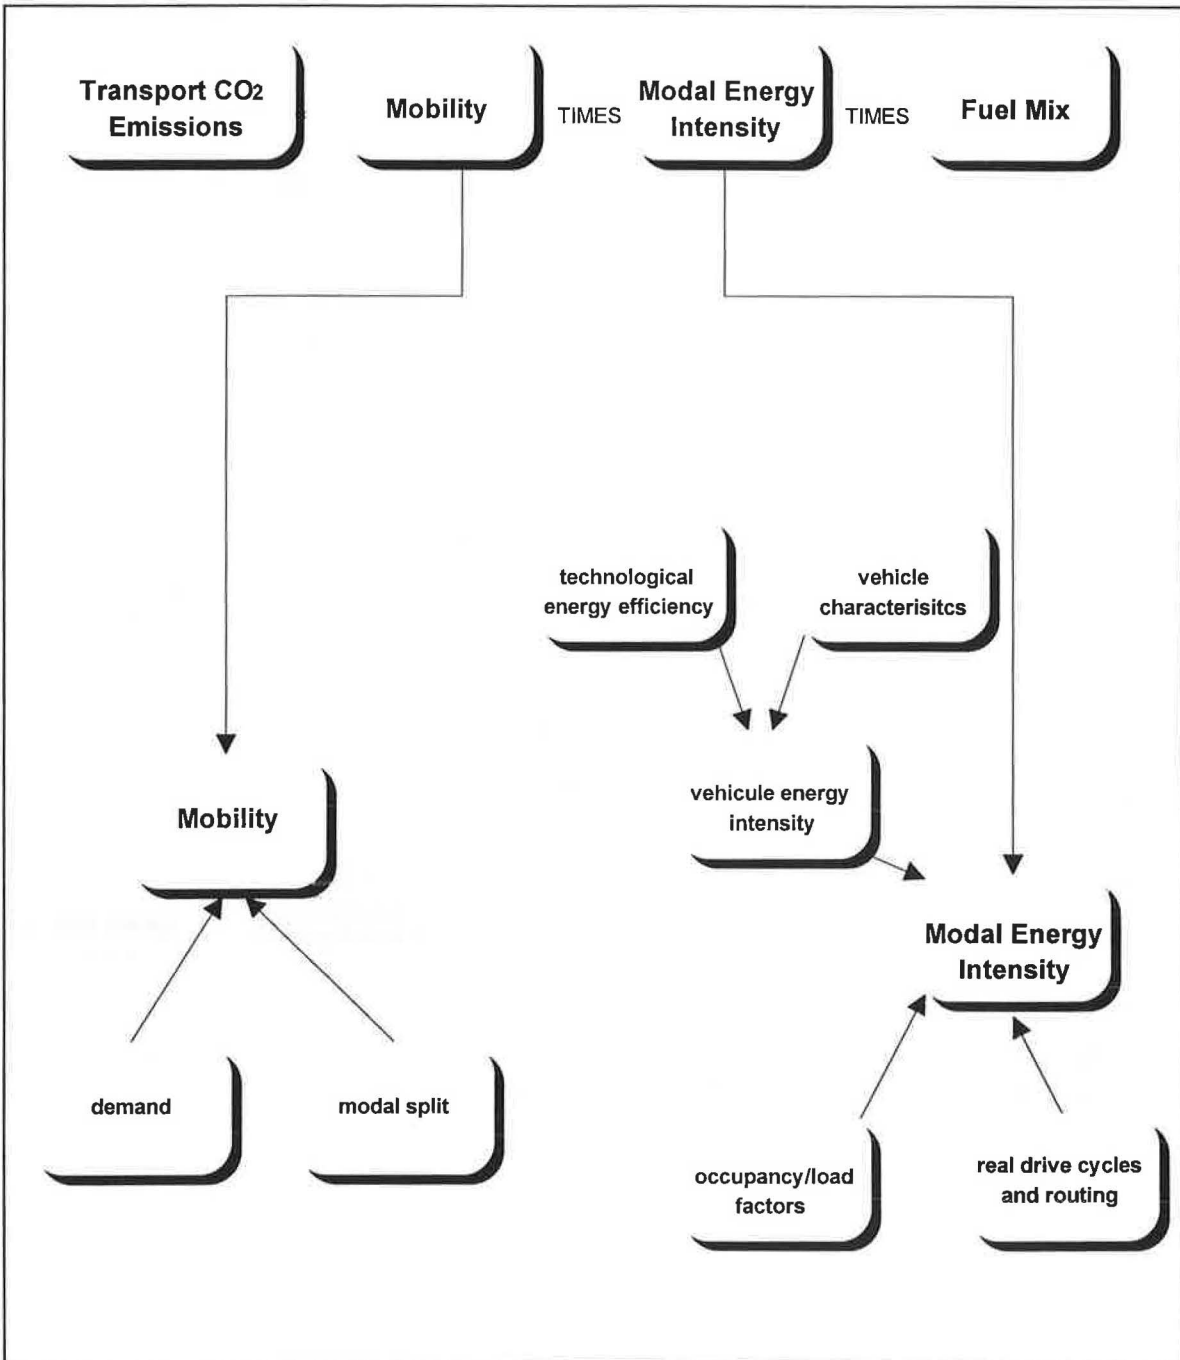 Transport CO2
Emissions
Mobility
TIMES
Modal Energy
Intensity
TIMES
Fuel Mix
technological
energy efficiency
vehicle
characterisitcs
vehicule energy
intensity
Mobility
Modal Energy
Intensity
demand
modal split
occupancy/load
factors
real drive cycles
and routing